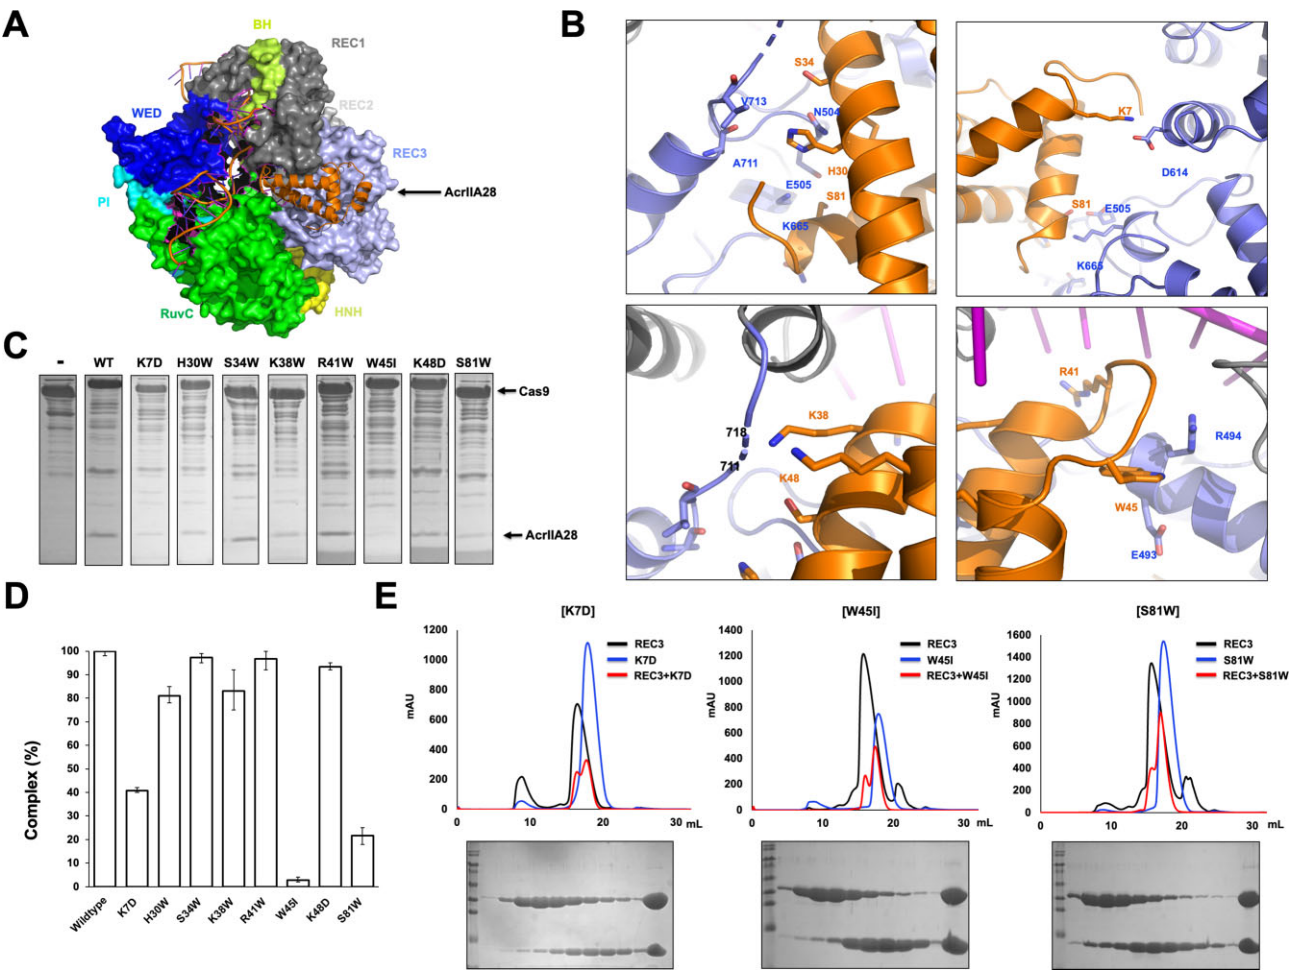 A
BH
REC1
REC2
WED
REC3
AcrIIA28
PI
RuvC
HNH
B
S34
V713
N504
H30
A711
E505
S81
K665
K7
D614
S81
E505
K665
K38
718
711
K48
R41
R494
W45
E493
C
- WT K7D H30W S34W K38W R41W W45I K48D S81W
Cas9
AcrIIA28
D
Complex (%)
100
90
80
70
60
50
40
30
20
10
0
Wildtype K7D H30W S34W K38W R41W W45I K48D S81W
E
[K7D]
mAU
1200
1000
800
600
400
200
0
REC3
K7D
REC3+K7D
0 10 20 30 mL
[W45I]
mAU
1400
1200
1000
800
600
400
200
0
REC3
W45I
REC3+W45I
0 10 20 30 mL
[S81W]
mAU
1600
1400
1200
1000
800
600
400
200
0
REC3
S81W
REC3+S81W
0 10 20 30 mL